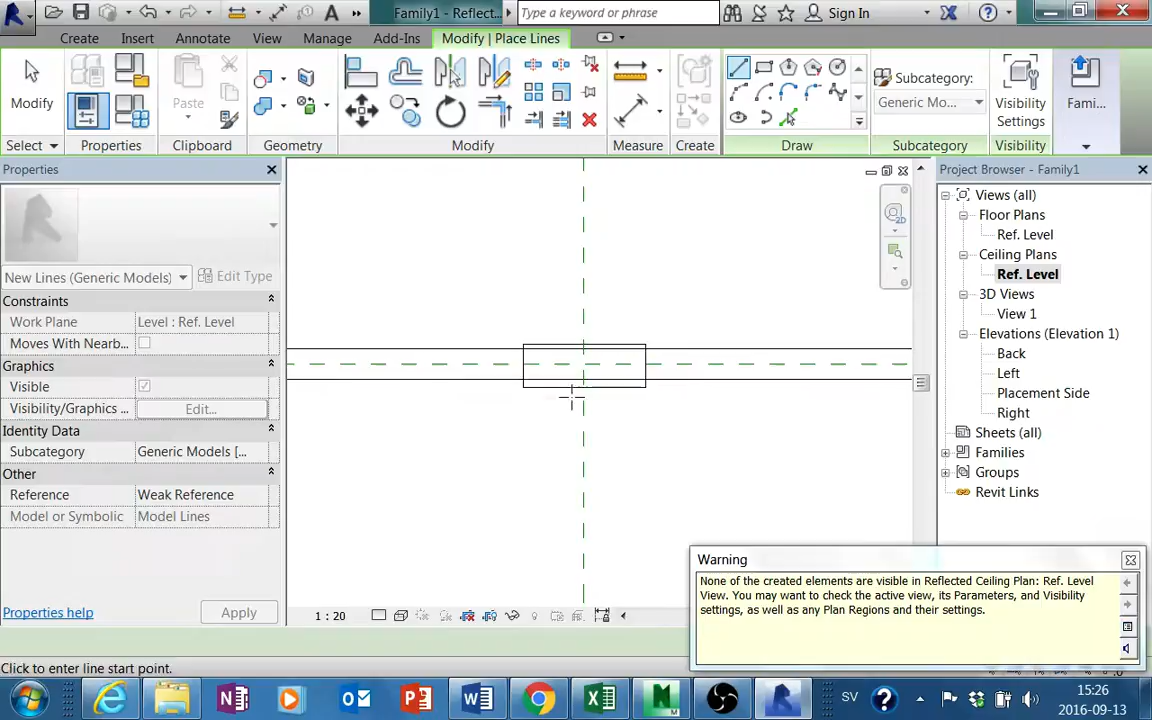 Family1 - Reflect...
Type a keyword or phrase
Sign In
Create
Insert
Annotate
View
Manage
Add-Ins
Modify | Place Lines
Modify
Paste
Subcategory:
Generic Mo...
Visibility
Settings
Fami...
Select
Properties
Clipboard
Geometry
Modify
Measure
Create
Draw
Subcategory
Visibility
Properties
New Lines (Generic Models)
Edit Type
Constraints
Work Plane
Level : Ref. Level
Moves With Nearb...
Graphics
Visible
Visibility/Graphics ...
Edit...
Identity Data
Subcategory
Generic Models [...
Other
Reference
Weak Reference
Model or Symbolic
Model Lines
Properties help
Apply
2D
1 : 20
Project Browser - Family1
Views (all)
Floor Plans
Ref. Level
Ceiling Plans
Ref. Level
3D Views
View 1
Elevations (Elevation 1)
Back
Left
Placement Side
Right
Sheets (all)
Families
Groups
Revit Links
Warning
None of the created elements are visible in Reflected Ceiling Plan: Ref. Level
View. You may want to check the active view, its Parameters, and Visibility
settings, as well as any Plan Regions and their settings.
Click to enter line start point.
SV
15:26
2016-09-13